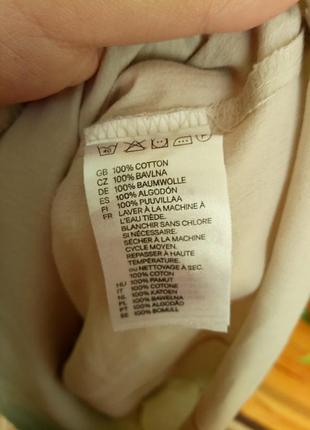 40
P
GB 100% COTTON
CZ 100% BAVLNA
DE 100% BAUMWOLLE
ES 100% ALGODÓN
FI 100% PUUVILLAA
FR LAVER À LA MACHINE À
L'EAU TIÈDE.
BLANCHIR SANS CHLORE
SI NÉCESSAIRE.
SÉCHER À LA MACHINE
CYCLE MOYEN.
REPASSER À HAUTE
TEMPÉRATURE.
ou NETTOYAGE À SEC.
100% COTON
HU 100% PAMUT
IT 100% COTONE
NL 100% KATOEN
PL 100% BAWEŁNA
PT 100% ALGODÃO
SE 100% BOMULL